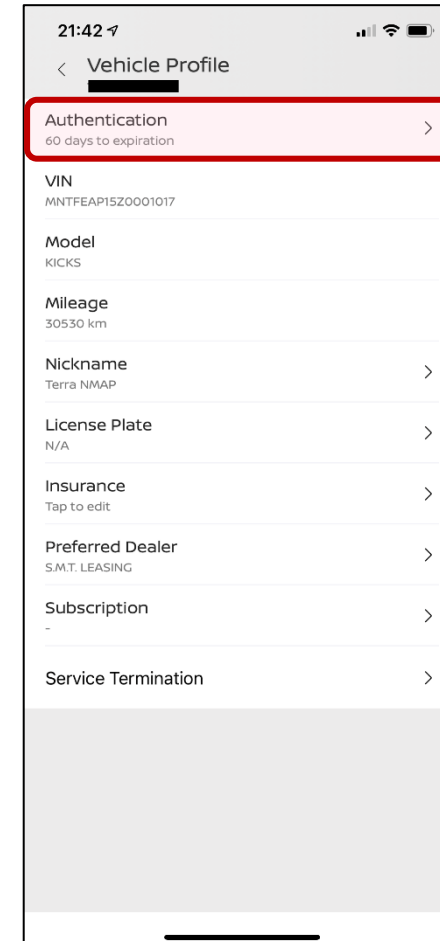 21:42
Vehicle Profile
Authentication
60 days to expiration
VIN
MNTFEAP15Z0001017
Model
KICKS
Mileage
30530 km
Nickname
Terra NMAP
License Plate
N/A
Insurance
Tap to edit
Preferred Dealer
S.M.T. LEASING
Subscription
-
Service Termination